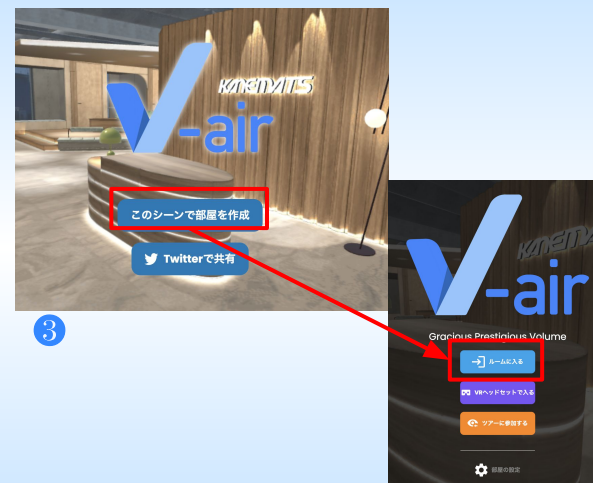 KANEMATS
V-air
このシーンで部屋を作成
Twitterで共有
3
V-air
Gracious Prestigious Volume
ルームに入る
VRヘッドセットで入る
ツアーに参加する
部屋の設定